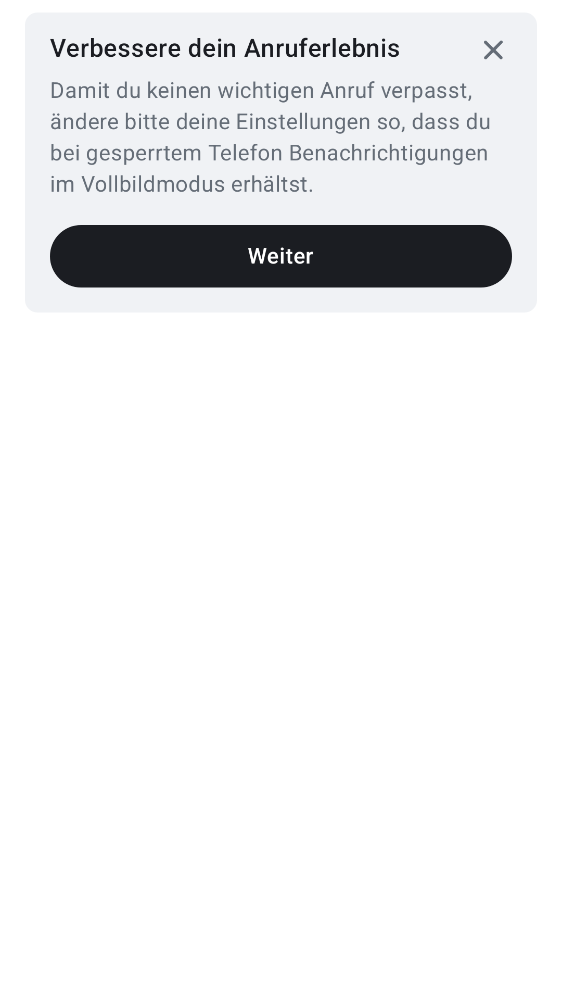 Verbessere dein Anruferlebnis
Damit du keinen wichtigen Anruf verpasst,
ändere bitte deine Einstellungen so, dass du
bei gesperrtem Telefon Benachrichtigungen
im Vollbildmodus erhältst.
Weiter